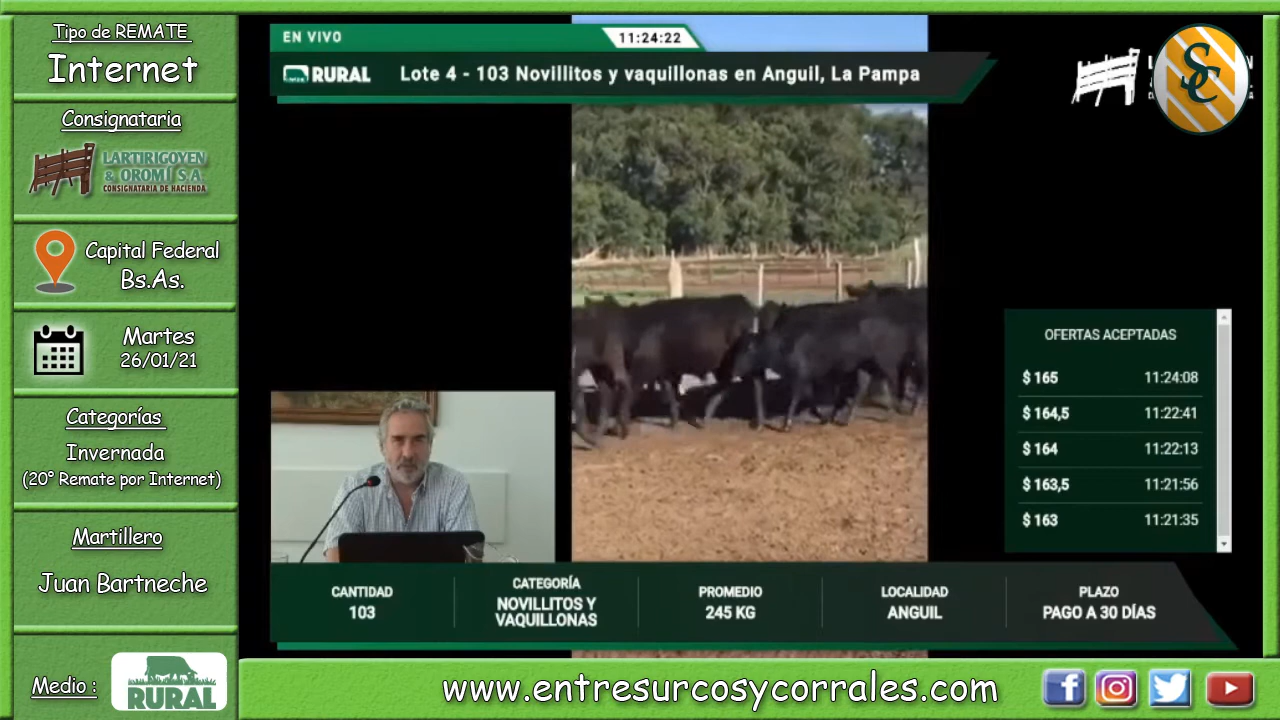 Tipo de REMATE
Internet
Consignataria
LARTIRIGOYEN
& OROMÍ S.A.
CONSIGNATARIA DE HACIENDA
Capital Federal
Bs.As.
Martes
26/01/21
Categorías
Invernada
(20° Remate por Internet)
Martillero
Juan Bartneche
Medio :
RURAL
EN VIVO
11:24:22
RURAL
Lote 4 - 103 Novillitos y vaquillonas en Anguil, La Pampa
SC
OFERTAS ACEPTADAS
$ 165 11:24:08
$ 164,5 11:22:41
$ 164 11:22:13
$ 163,5 11:21:56
$ 163 11:21:35
CANTIDAD
103
CATEGORÍA
NOVILLITOS Y
VAQUILLONAS
PROMEDIO
245 KG
LOCALIDAD
ANGUIL
PLAZO
PAGO A 30 DÍAS
www.entresurcosycorrales.com